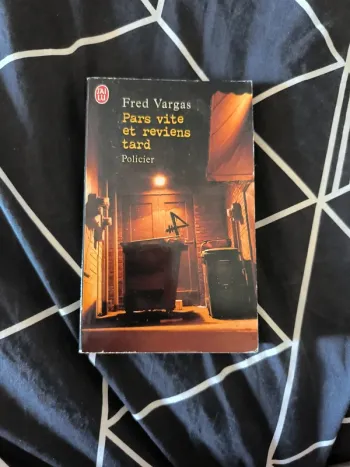 J'AI
LU
Fred Vargas
Pars vite
et reviens
tard
Policier